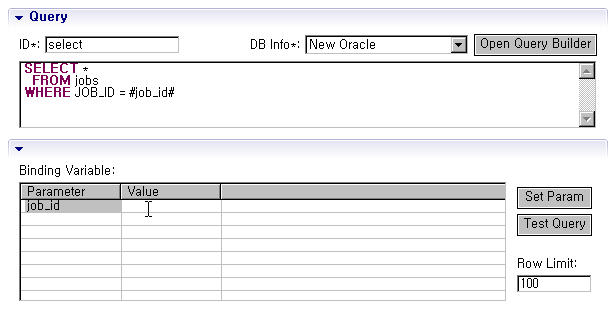 Query
ID*: select DB Info*: New Oracle Open Query Builder
SELECT *
FROM jobs
WHERE JOB_ID = #job_id#
Binding Variable:
Parameter Value
job_id
Set Param
Test Query
Row Limit:
100